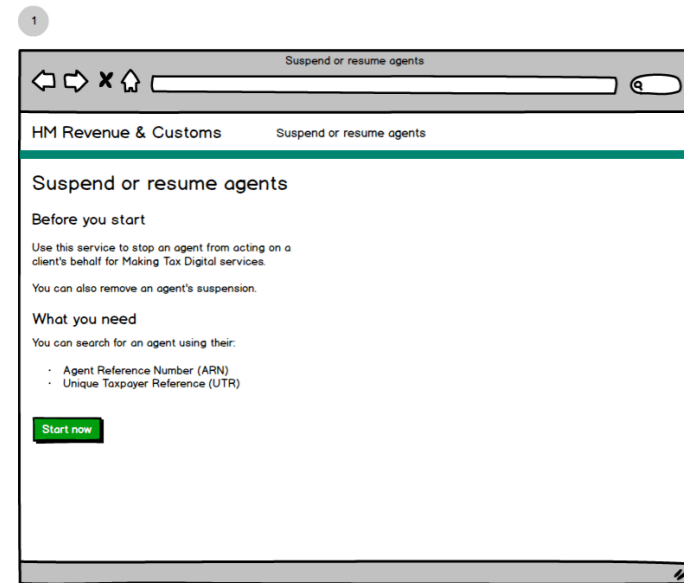 1
Suspend or resume agents
HM Revenue & Customs
Suspend or resume agents
Suspend or resume agents
Before you start
Use this service to stop an agent from acting on a
client's behalf for Making Tax Digital services.
You can also remove an agent's suspension.
What you need
You can search for an agent using their:
· Agent Reference Number (ARN)
· Unique Taxpayer Reference (UTR)
Start now